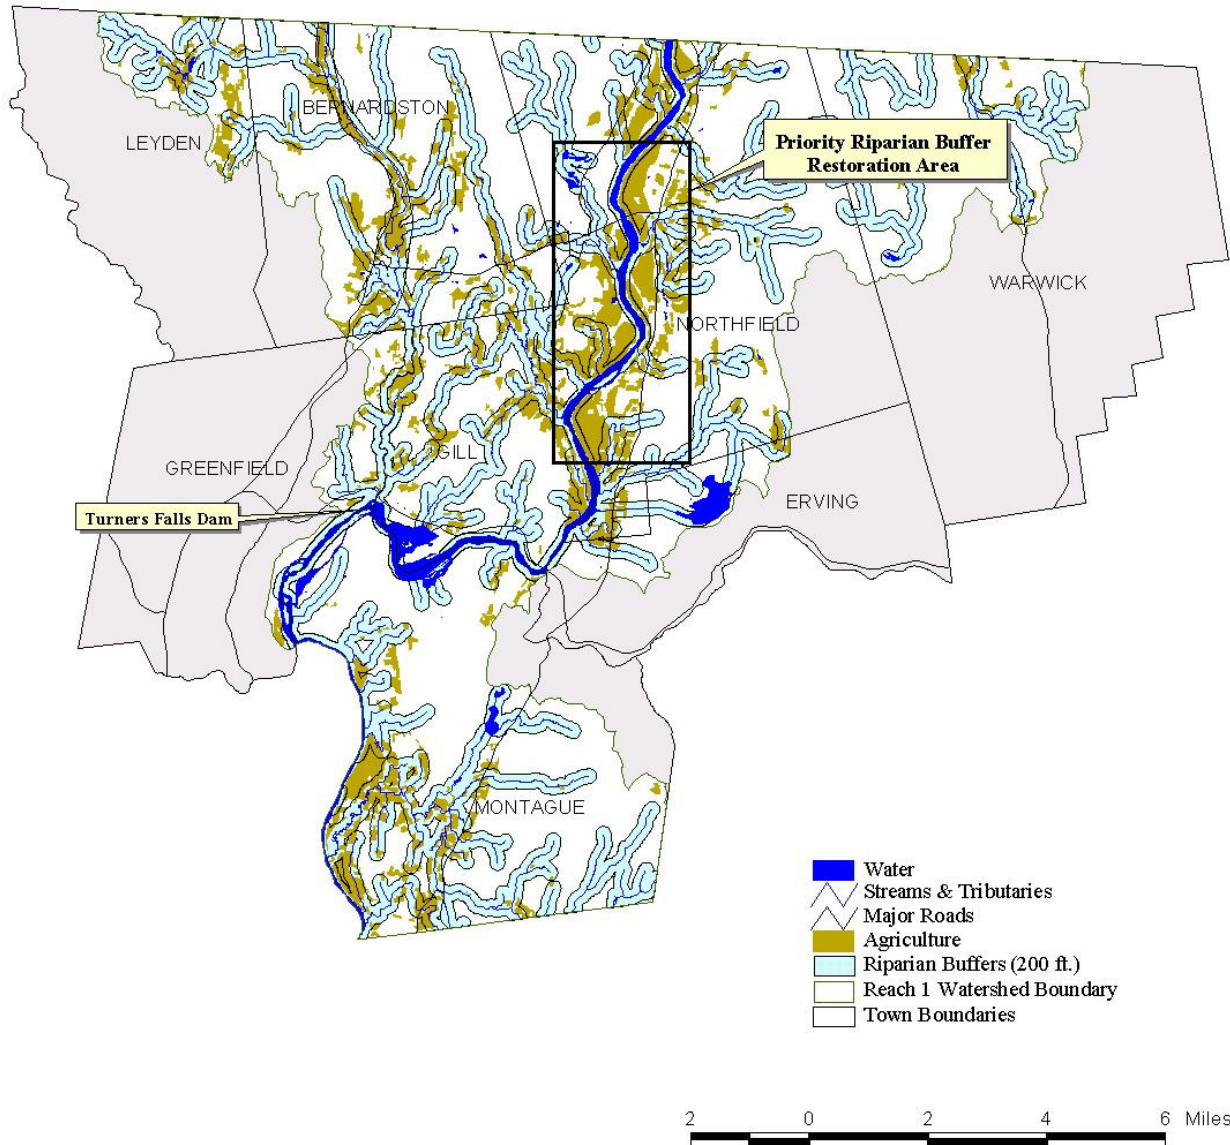 BERNARDSTON
LEYDEN
Priority Riparian Buffer
Restoration Area
WARWICK
NORTHFIELD
GILL
GREENFIELD
ERVING
Turners Falls Dam
MONTAGUE
Water
Streams & Tributaries
Major Roads
Agriculture
Riparian Buffers (200 ft.)
Reach 1 Watershed Boundary
Town Boundaries
2 0 2 4 6 Miles